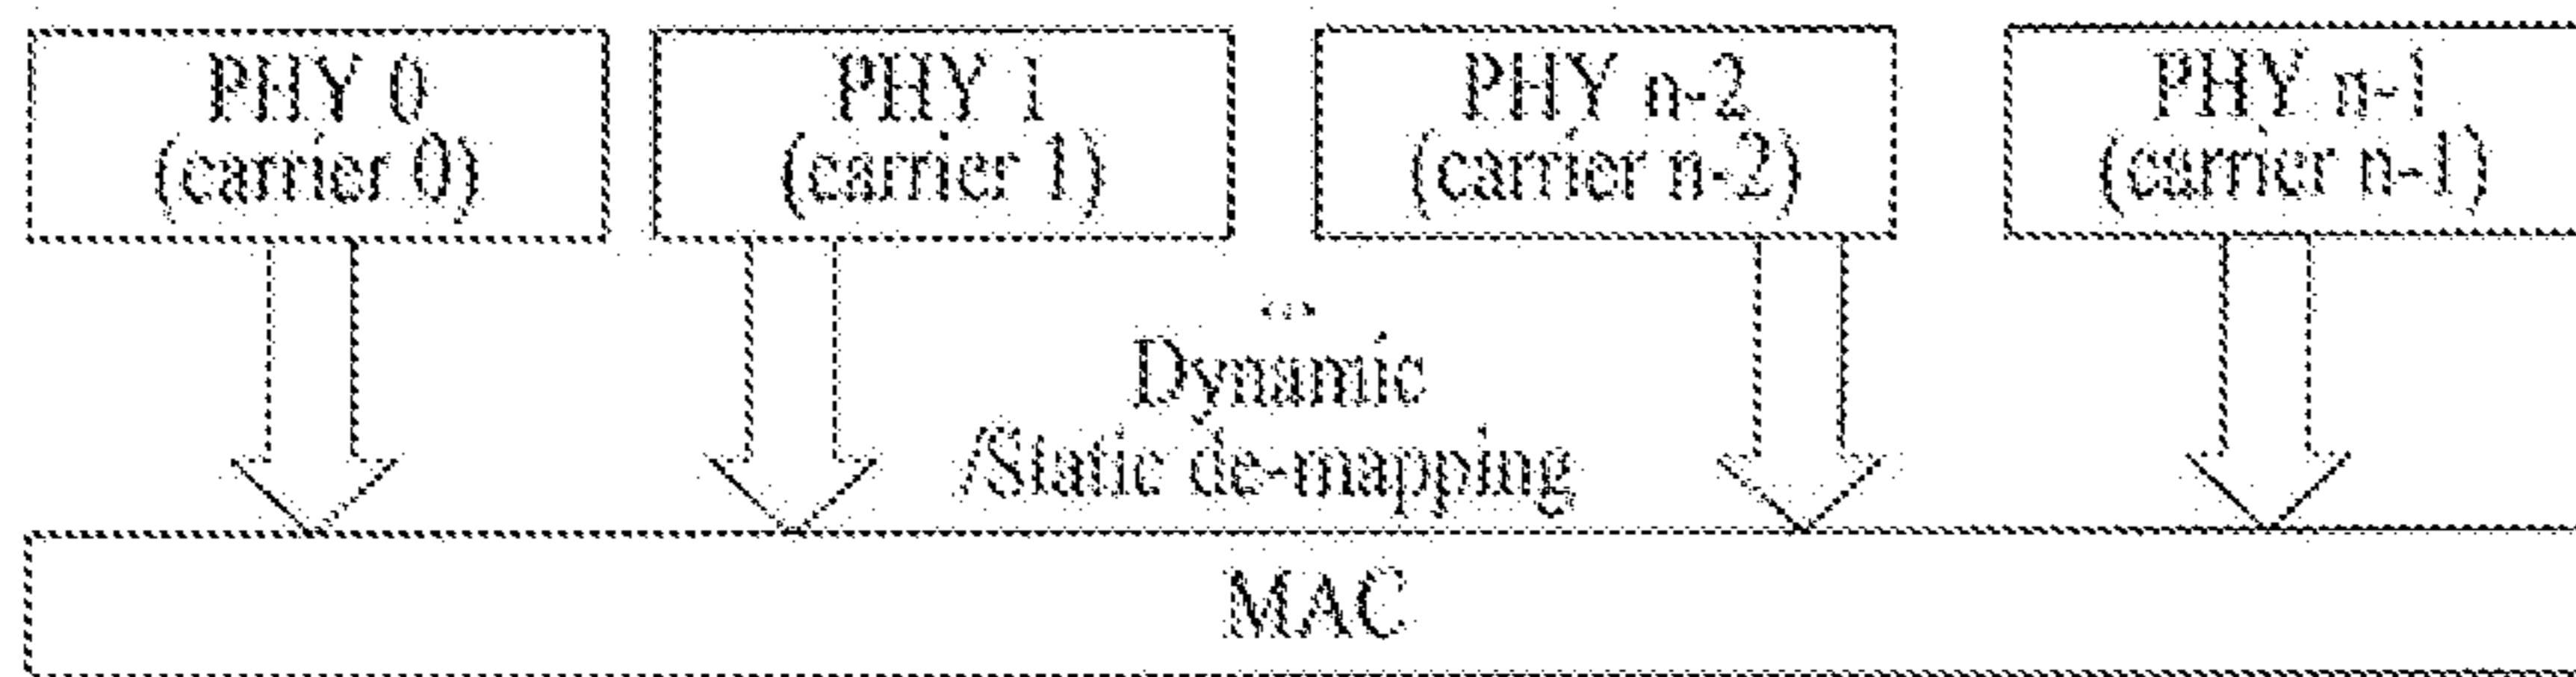 PHY 0
(carrier 0)
PHY 1
(carrier 1)
PHY n-2
(carrier n-2)
PHY n-1
(carrier n-1)
...
Dynamic
/Static de-mapping
MAC